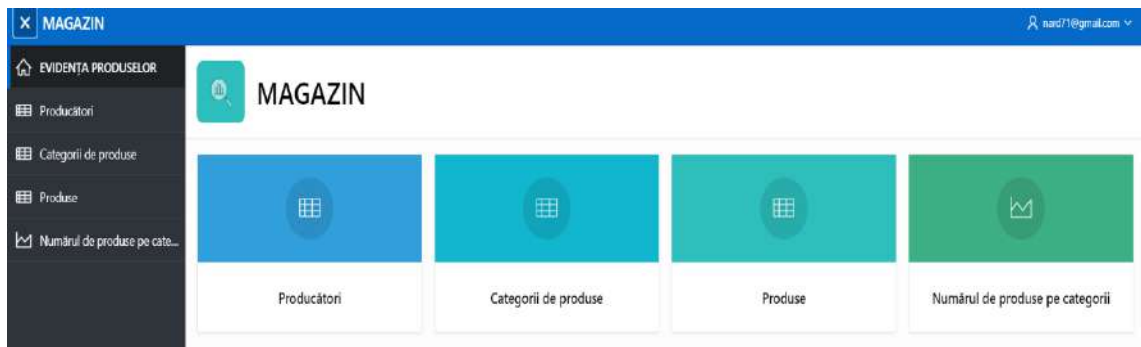 MAGAZIN
nard71@gmail.com
EVIDENȚA PRODUSELOR
Producători
Categorii de produse
Produse
Numărul de produse pe cate...
MAGAZIN
Producători
Categorii de produse
Produse
Numărul de produse pe categorii